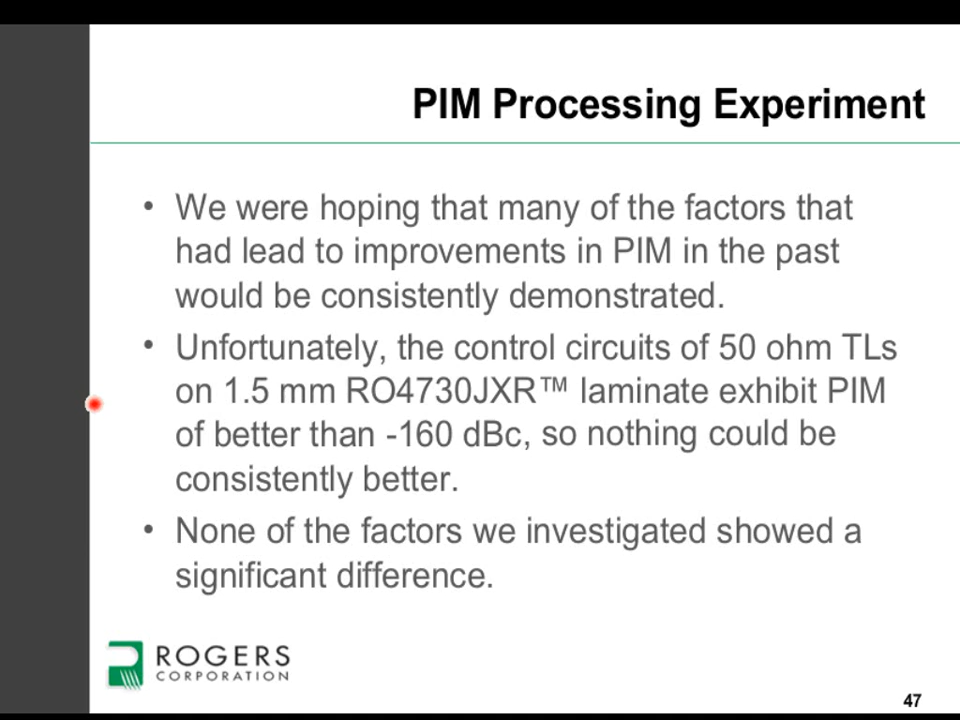 PIM Processing Experiment
• We were hoping that many of the factors that
had lead to improvements in PIM in the past
would be consistently demonstrated.
• Unfortunately, the control circuits of 50 ohm TLs
on 1.5 mm RO4730JXR™ laminate exhibit PIM
of better than -160 dBc, so nothing could be
consistently better.
• None of the factors we investigated showed a
significant difference.
ROGERS
CORPORATION
47